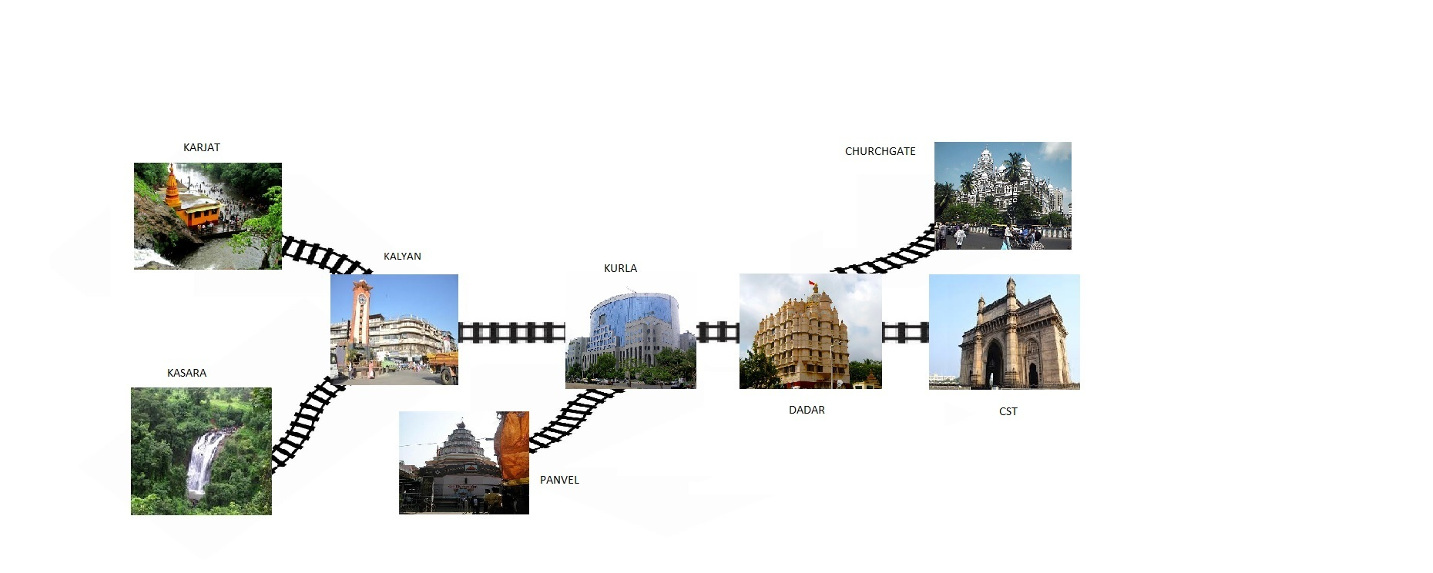 KARJAT
CHURCHGATE
KALYAN
KURLA
KASARA
DADAR
CST
PANVEL